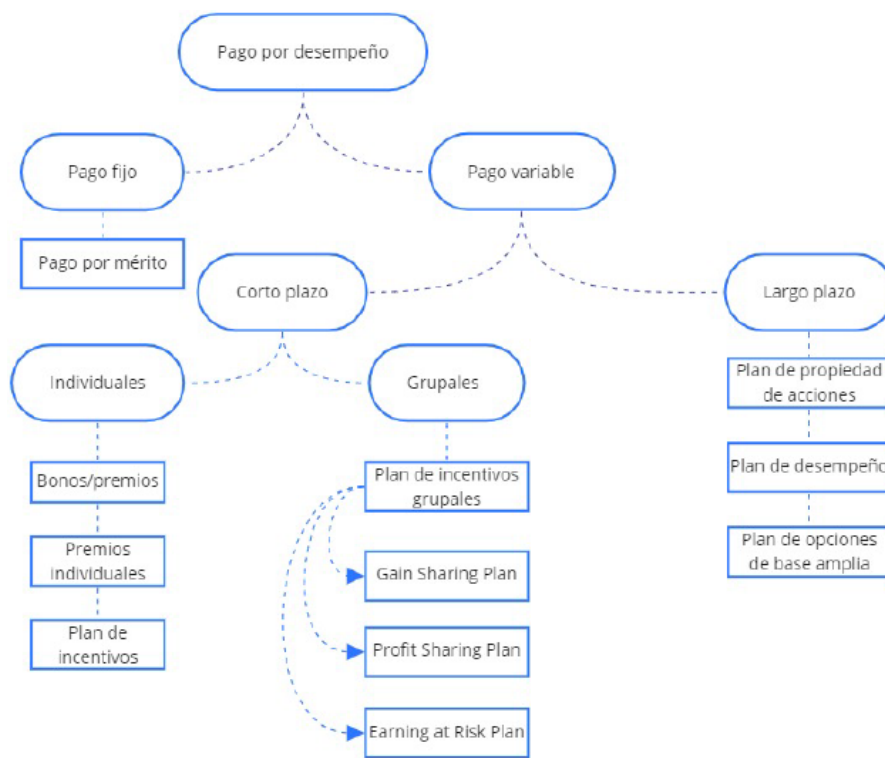 Pago por desempeño
Pago fijo
Pago variable
Pago por mérito
Corto plazo
Largo plazo
Individuales
Grupales
Plan de propiedad
de acciones
Bonos/premios
Plan de incentivos
grupales
Plan de desempeño
Premios
individuales
Gain Sharing Plan
Plan de opciones
de base amplia
Plan de
incentivos
Profit Sharing Plan
Earning at Risk Plan